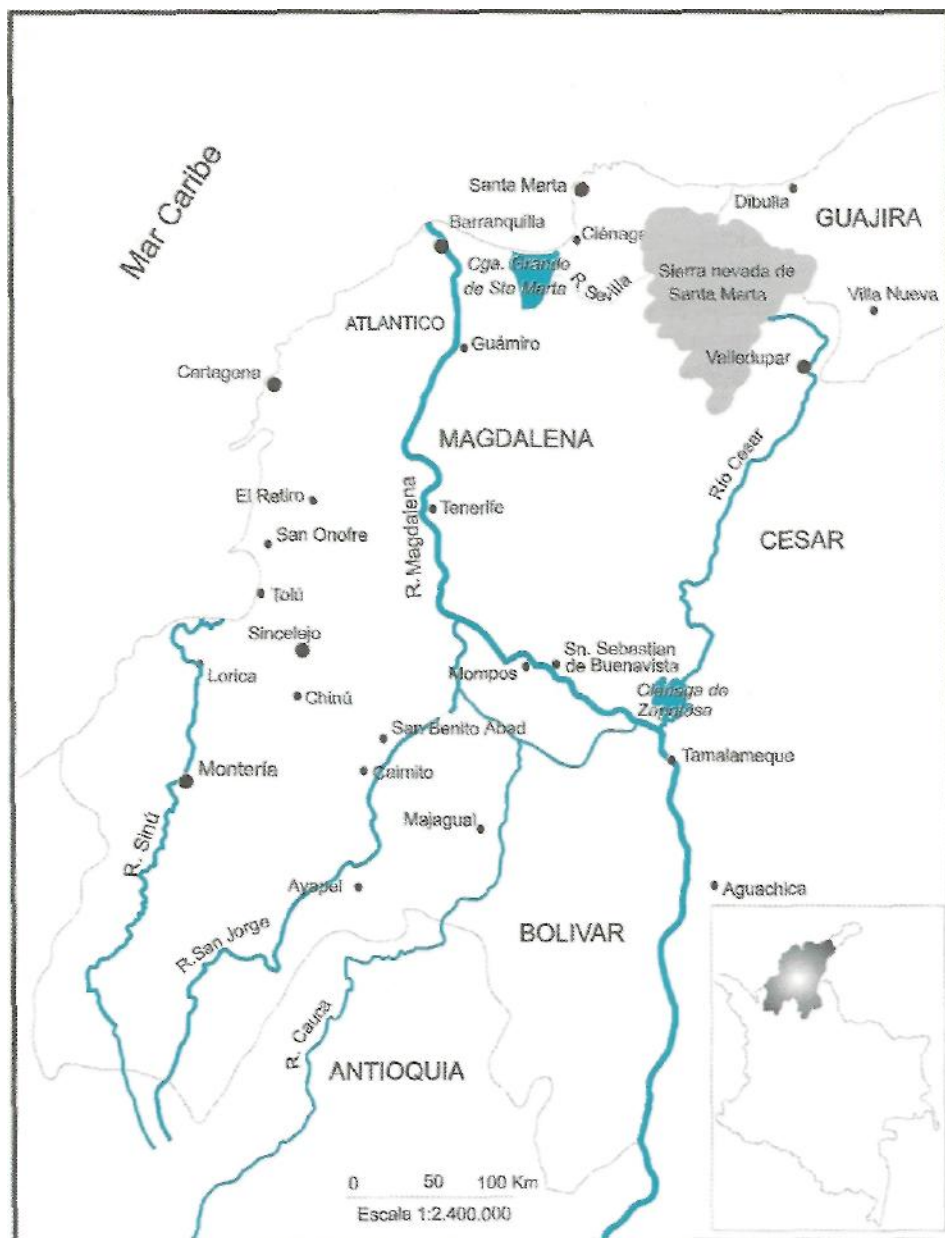 Mar Caribe
Santa Marta
Dibulla
GUAJIRA
Barranquilla
Ciénaga
Cga. Grande
de Sta Marta
R. Sevilla
Sierra nevada de
Santa Marta
Villa Nueva
ATLANTICO
Guámiro
Valledupar
Cartagena
MAGDALENA
Río Cesar
El Retiro
R. Magdalena
Tenerife
San Onofre
CESAR
Tolú
Sincelejo
Lorica
Mompos
Sn. Sebastian
de Buenavista
Ciénaga de
Zapatosa
Chinú
San Benito Abad
Tamalameque
Montería
Caimito
Majagual
R. Sinú
Ayapel
Aguachica
BOLIVAR
R.San Jorge
R. Cauca
ANTIOQUIA
0 50 100 Km
Escala 1:2.400.000